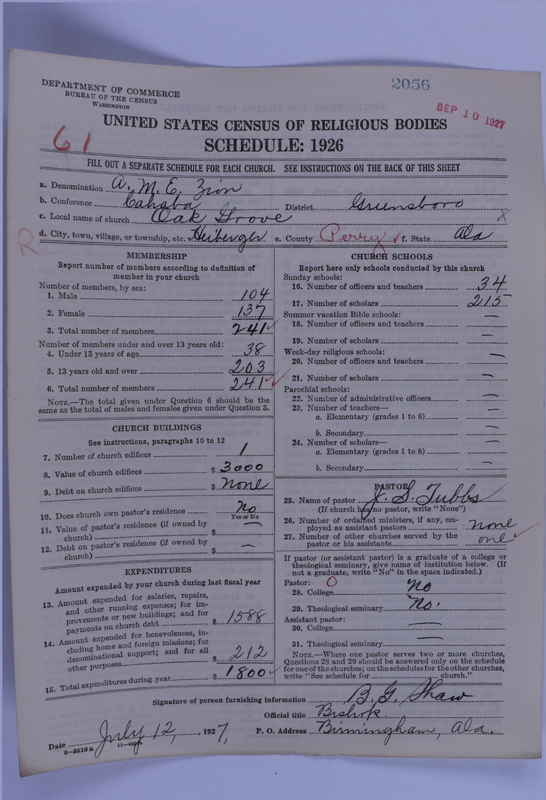 2056
SEP 10 1927
DEPARTMENT OF COMMERCE
BUREAU OF THE CENSUS
WASHINGTON
UNITED STATES CENSUS OF RELIGIOUS BODIES
61
SCHEDULE: 1926
FILL OUT A SEPARATE SCHEDULE FOR EACH CHURCH. SEE INSTRUCTIONS ON THE BACK OF THIS SHEET
a. Denomination A. M. E. Zion
b. Conference Cahaba District Greensboro
c. Local name of church Oak Grove x
d. City, town, village, or township, etc. Heiberger e. County Perry f. State Ala
R
MEMBERSHIP
Report number of members according to definition of
member in your church
Number of members, by sex:
1. Male 104
2. Female 137
3. Total number of members 241
Number of members under and over 13 years old:
4. Under 13 years of age 38
5. 13 years old and over 203
6. Total number of members 241
NOTE.—The total given under Question 6 should be the
same as the total of males and females given under Question 3.
CHURCH BUILDINGS
See instructions, paragraphs 10 to 12
7. Number of church edifices 1
8. Value of church edifices $ 3000
9. Debt on church edifices $ none
10. Does church own pastor's residence? no
Yes or No
11. Value of pastor's residence (if owned by
church) $ —
12. Debt on pastor's residence (if owned by
church) $ —
EXPENDITURES
Amount expended by your church during last fiscal year
13. Amount expended for salaries, repairs,
and other running expenses; for im-
provements or new buildings; and for
payments on church debt $ 1588
14. Amount expended for benevolences, in-
cluding home and foreign missions; for
denominational support; and for all
other purposes $ 212
15. Total expenditures during year $ 1800
CHURCH SCHOOLS
Report here only schools conducted by this church
Sunday schools:
16. Number of officers and teachers 34
17. Number of scholars 215
Summer vacation Bible schools:
18. Number of officers and teachers —
19. Number of scholars —
Week-day religious schools:
20. Number of officers and teachers —
21. Number of scholars —
Parochial schools:
22. Number of administrative officers —
23. Number of teachers—
a. Elementary (grades 1 to 8) —
b. Secondary —
24. Number of scholars—
a. Elementary (grades 1 to 8) —
b. Secondary —
PASTOR
25. Name of pastor J. S. Tubbs
(If church has no pastor, write "None")
26. Number of ordained ministers, if any, em-
ployed as assistant pastors none
27. Number of other churches served by the
pastor or his assistants one
If pastor (or assistant pastor) is a graduate of a college or
theological seminary, give name of institution below. (If
not a graduate, write "No" in the space indicated.)
Pastor: O
28. College no
29. Theological seminary no.
Assistant pastor:
30. College —
31. Theological seminary —
NOTE.—Where one pastor serves two or more churches,
Questions 28 and 29 should be answered only on the schedule
for one of the churches; on the schedules for the other churches,
write "See schedule for church."
Signature of person furnishing information B. G. Shaw
Official title Bishop
Date July 12, 1927, P. O. Address Birmingham, Ala.